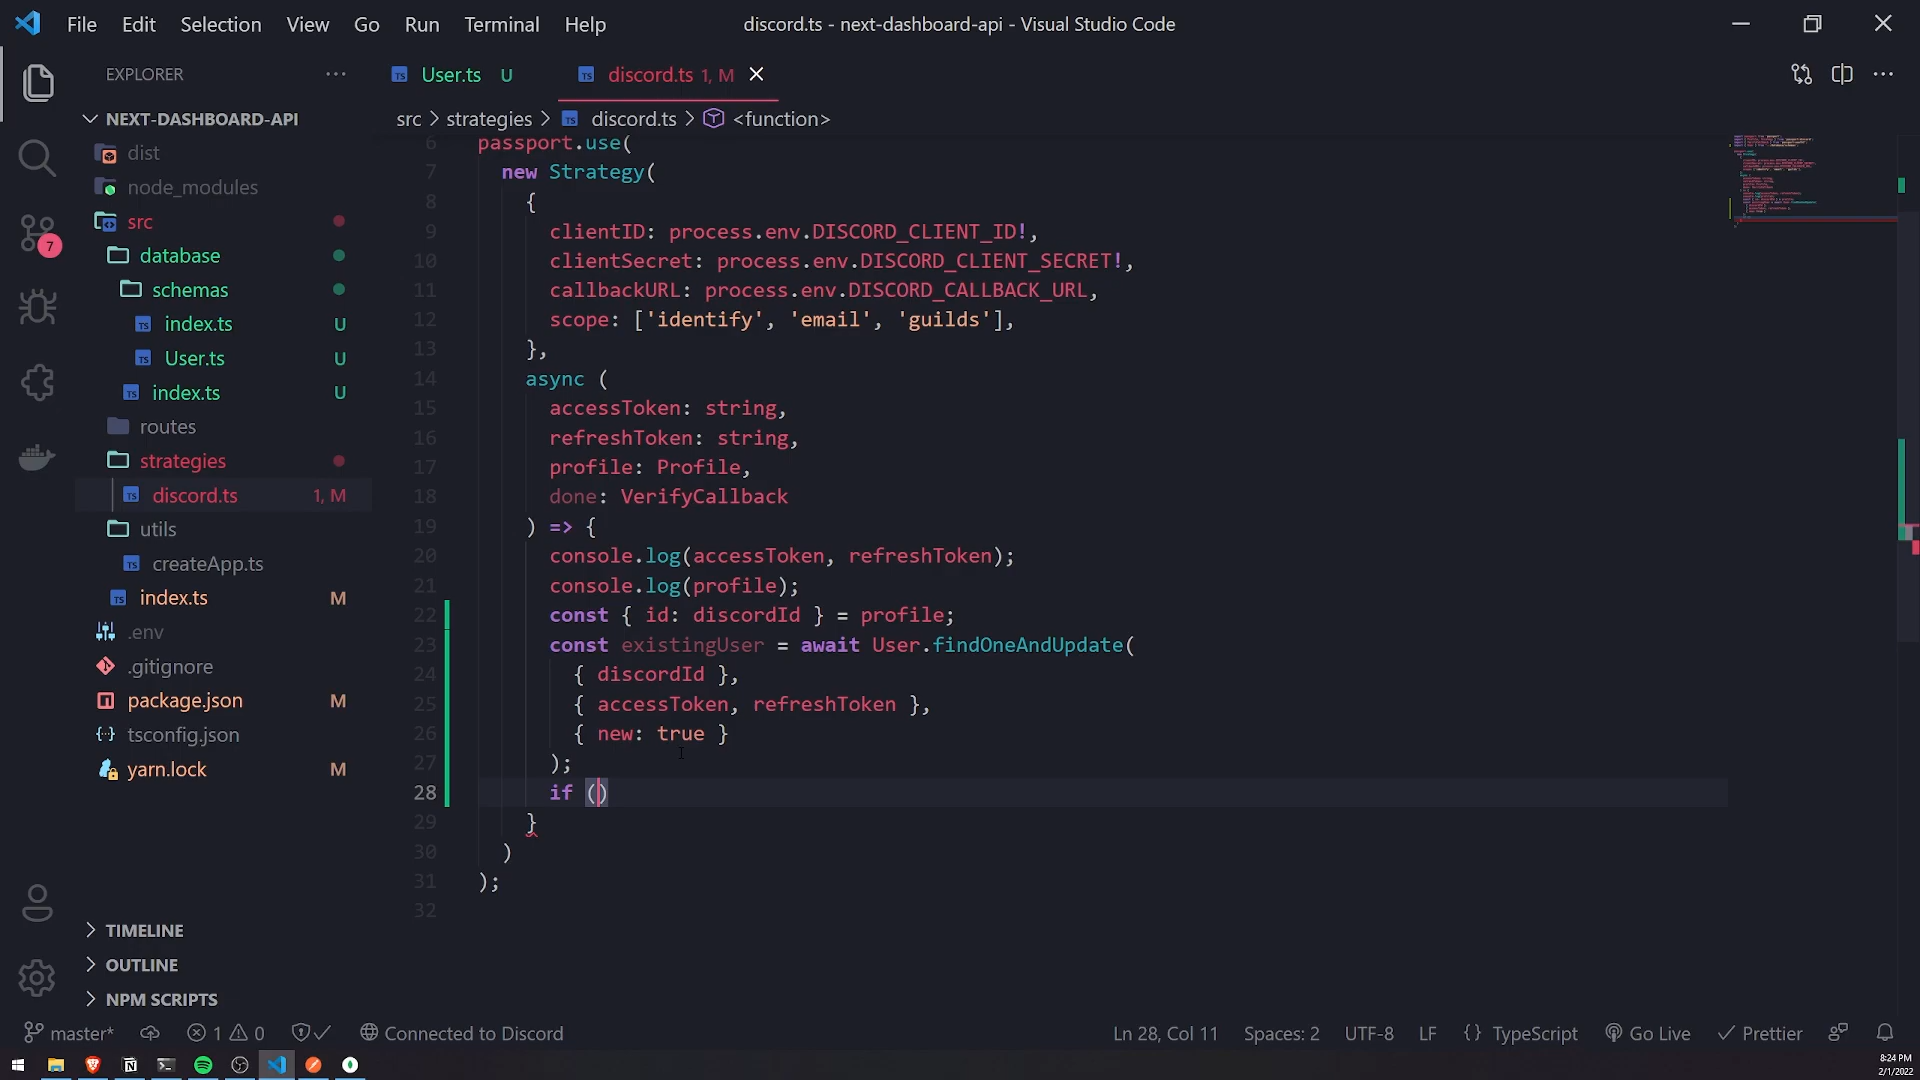 File Edit Selection View Go Run Terminal Help
discord.ts - next-dashboard-api - Visual Studio Code
EXPLORER
User.ts U
discord.ts 1, M
NEXT-DASHBOARD-API
src > strategies > discord.ts > <function>
dist
node_modules
src
database
schemas
index.ts U
User.ts U
index.ts U
routes
strategies
discord.ts 1, M
utils
createApp.ts
index.ts M
.env
.gitignore
package.json M
tsconfig.json
yarn.lock M
TIMELINE
OUTLINE
NPM SCRIPTS
7
6 passport.use(
7 new Strategy(
8 {
9 clientID: process.env.DISCORD_CLIENT_ID!,
10 clientSecret: process.env.DISCORD_CLIENT_SECRET!,
11 callbackURL: process.env.DISCORD_CALLBACK_URL,
12 scope: ['identify', 'email', 'guilds'],
13 },
14 async (
15 accessToken: string,
16 refreshToken: string,
17 profile: Profile,
18 done: VerifyCallback
19 ) => {
20 console.log(accessToken, refreshToken);
21 console.log(profile);
22 const { id: discordId } = profile;
23 const existingUser = await User.findOneAndUpdate(
24 { discordId },
25 { accessToken, refreshToken },
26 { new: true }
27 );
28 if ()
29 }
30 )
31 );
32
master* 1 0 Connected to Discord
Ln 28, Col 11 Spaces: 2 UTF-8 LF {} TypeScript Go Live Prettier
8:24 PM
2/1/2022